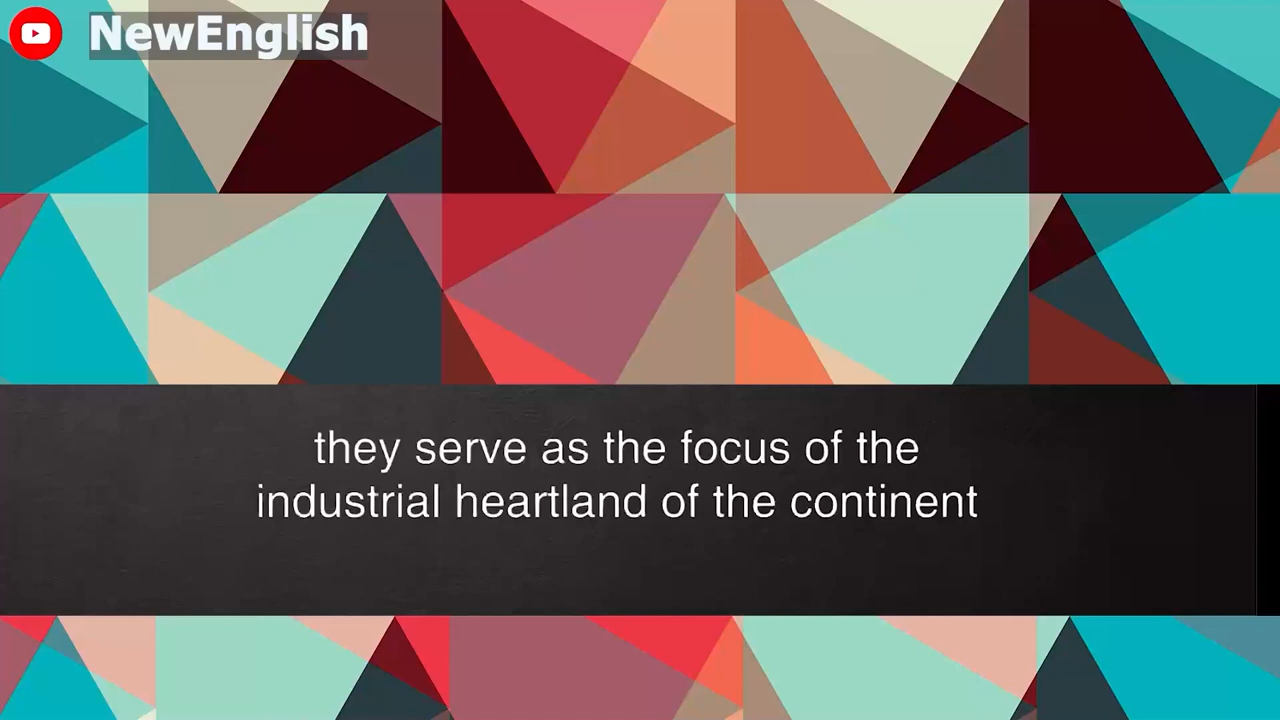 NewEnglish
they serve as the focus of the
industrial heartland of the continent